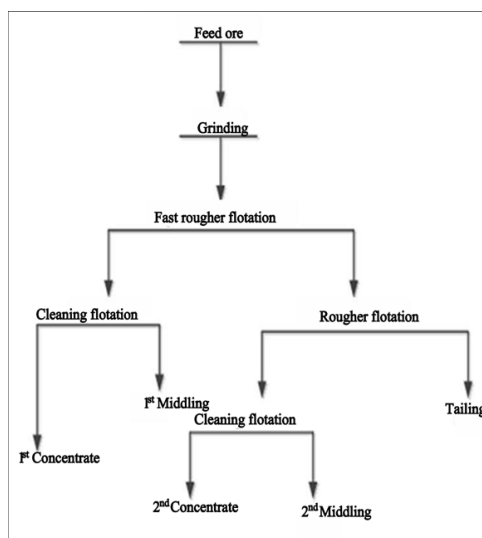 Feed ore
Grinding
Fast rougher flotation
Cleaning flotation
Rougher flotation
1st Middling
Tailing
Cleaning flotation
1st Concentrate
2nd Concentrate
2nd Middling